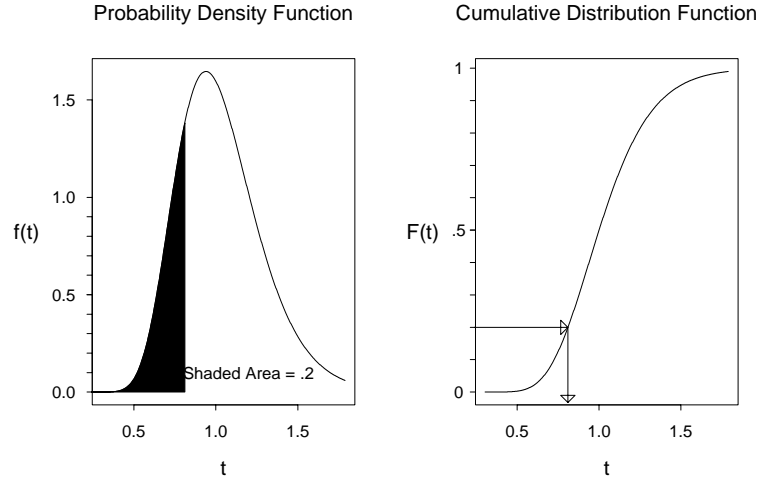 Probability Density Function
f(t)
1.5
1.0
0.5
0.0
Shaded Area = .2
0.5 1.0 1.5
t
Cumulative Distribution Function
F(t)
1
.5
0
0.5 1.0 1.5
t